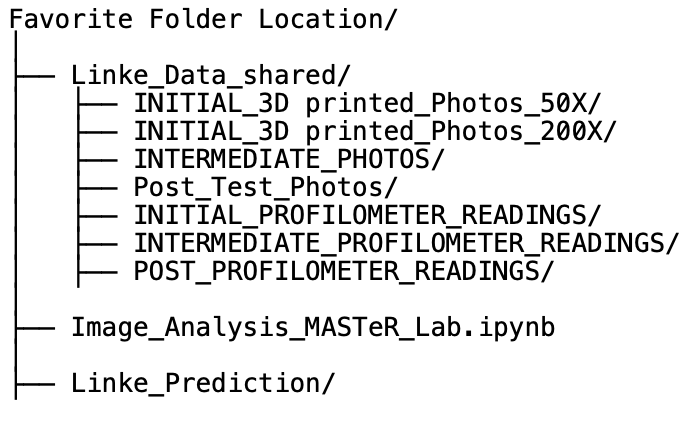 Favorite Folder Location/
Linke_Data_shared/
INITIAL_3D printed_Photos_50X/
INITIAL_3D printed_Photos_200X/
INTERMEDIATE_PHOTOS/
Post_Test_Photos/
INITIAL_PROFILOMETER_READINGS/
INTERMEDIATE_PROFILOMETER_READINGS/
POST_PROFILOMETER_READINGS/
Image_Analysis_MASTeR_Lab.ipynb
Linke_Prediction/